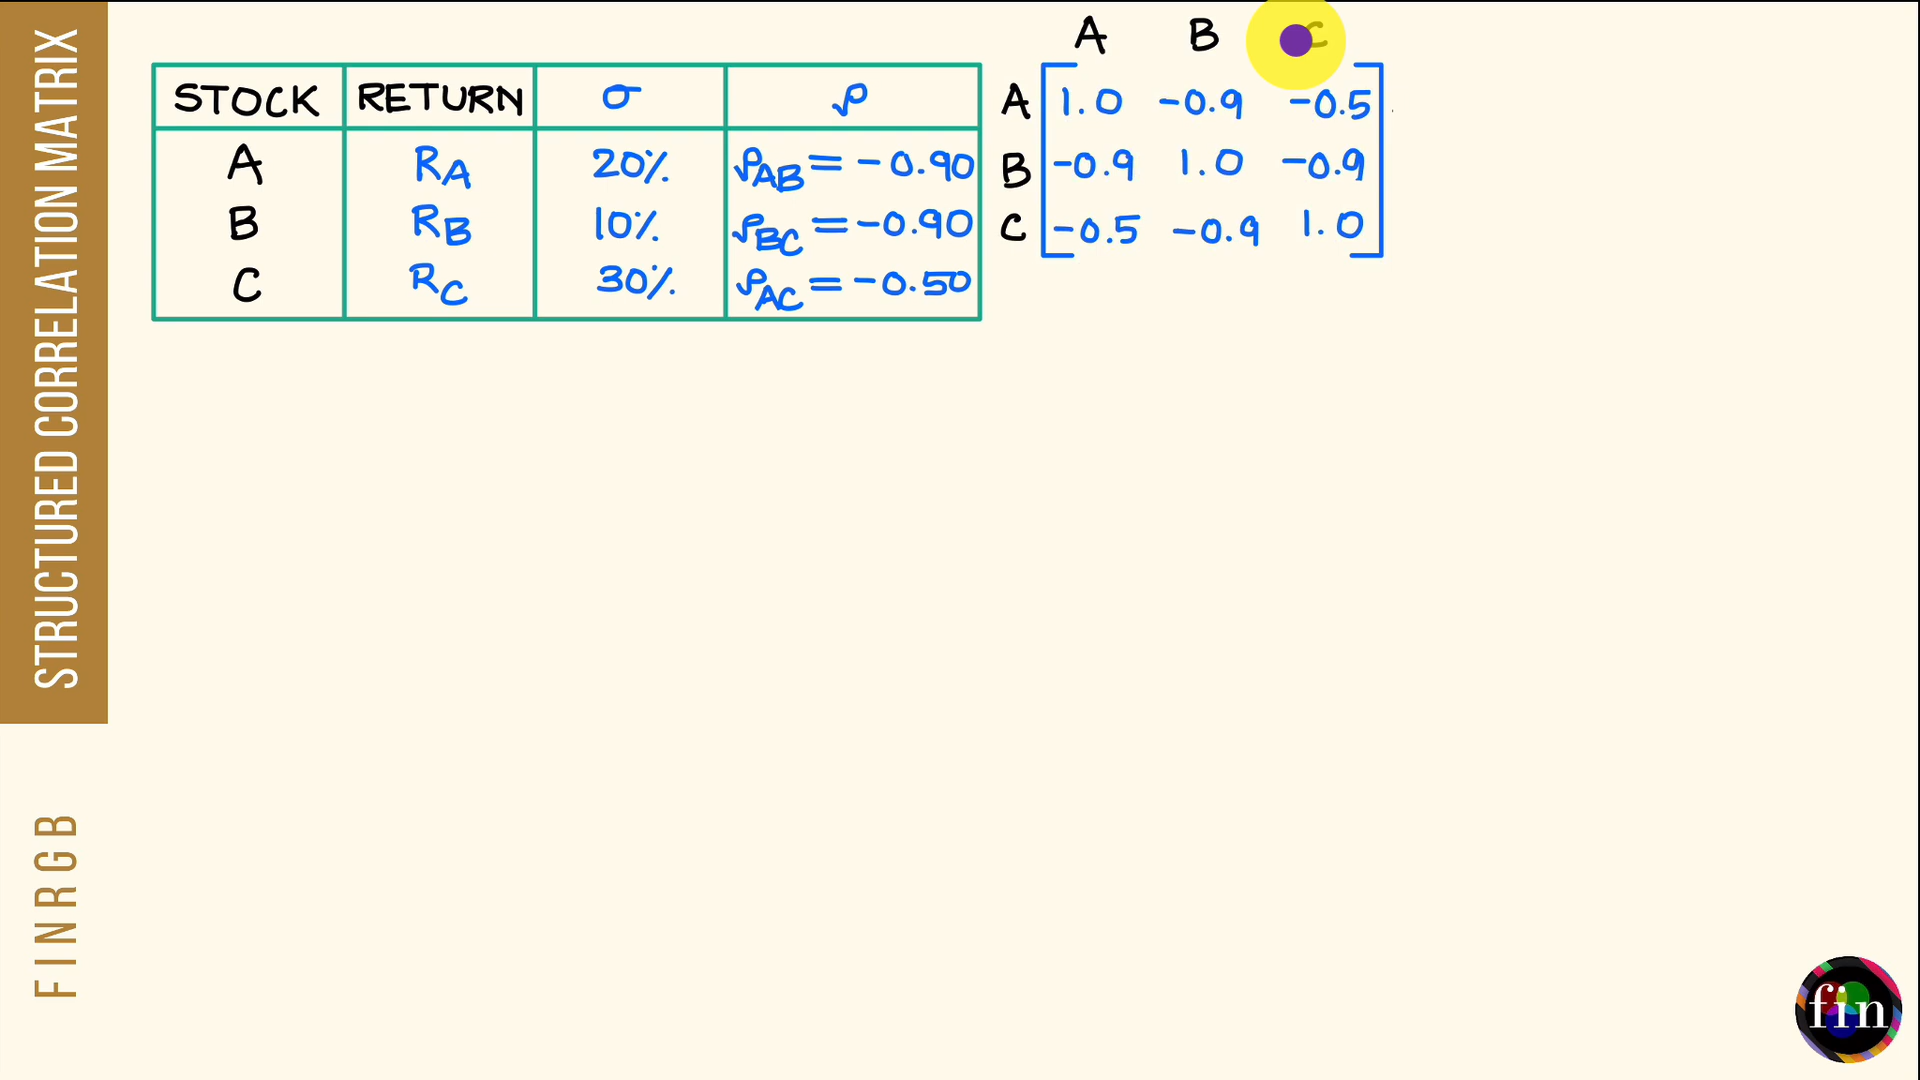 STRUCTURED CORRELATION MATRIX
FINRGB
STOCK RETURN σ ρ
A R_A 20% ρ_AB = -0.90
B R_B 10% ρ_BC = -0.90
C R_C 30% ρ_AC = -0.50
A B C
A 1.0 -0.9 -0.5
B -0.9 1.0 -0.9
C -0.5 -0.9 1.0
fin